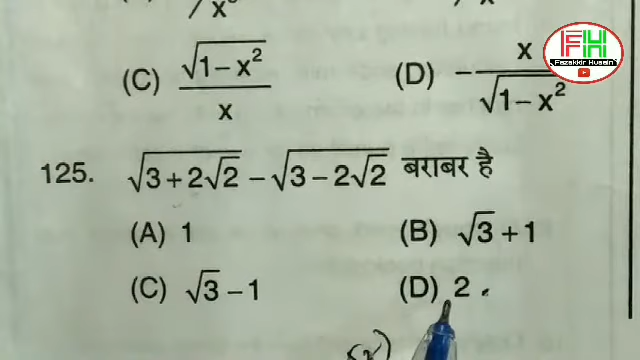 (C) √(1 – x²) / x (D) – x / √(1 – x²)
FH
Fazakkir Husain
125. √(3 + 2√2) – √(3 – 2√2) बराबर है
(A) 1 (B) √3 + 1
(C) √3 – 1 (D) 2